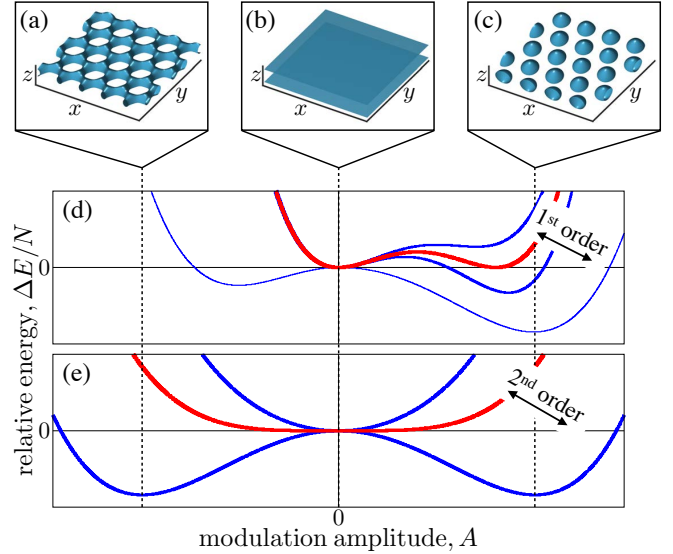 (a)
z
x
y
(b)
z
x
y
(c)
z
x
y
(d)
0
1st order
(e)
0
2nd order
relative energy, ΔE/N
0
modulation amplitude, A